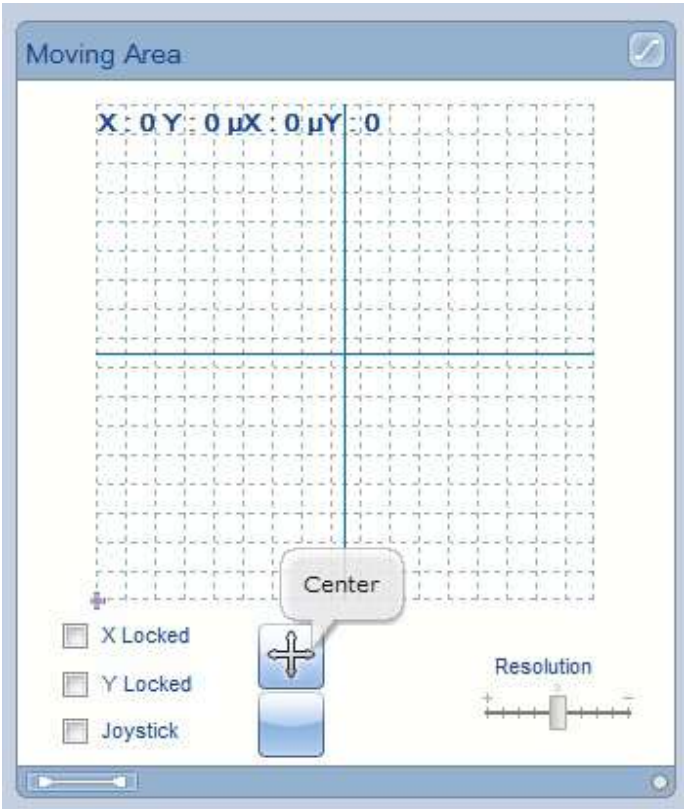 Moving Area
X : 0 Y : 0 µX : 0 µY : 0
Center
X Locked
Y Locked
Joystick
Resolution
+ −